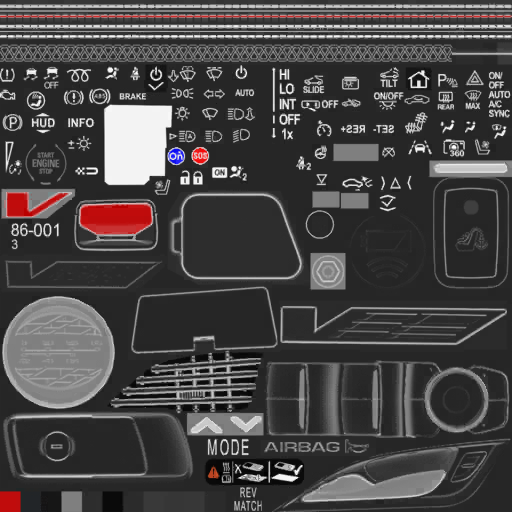 OFF
ABS
BRAKE
AUTO
HI
LO
INT
OFF
1x
SLIDE
OFF
TILT
ON/OFF
REAR
MAX
ON/
OFF
AUTO
A/C
SYNC
P
HUD
INFO
RES+
SET-
START
ENGINE
STOP
SOS
ON
360
86-001
3
MODE
AIRBAG
REV
MATCH